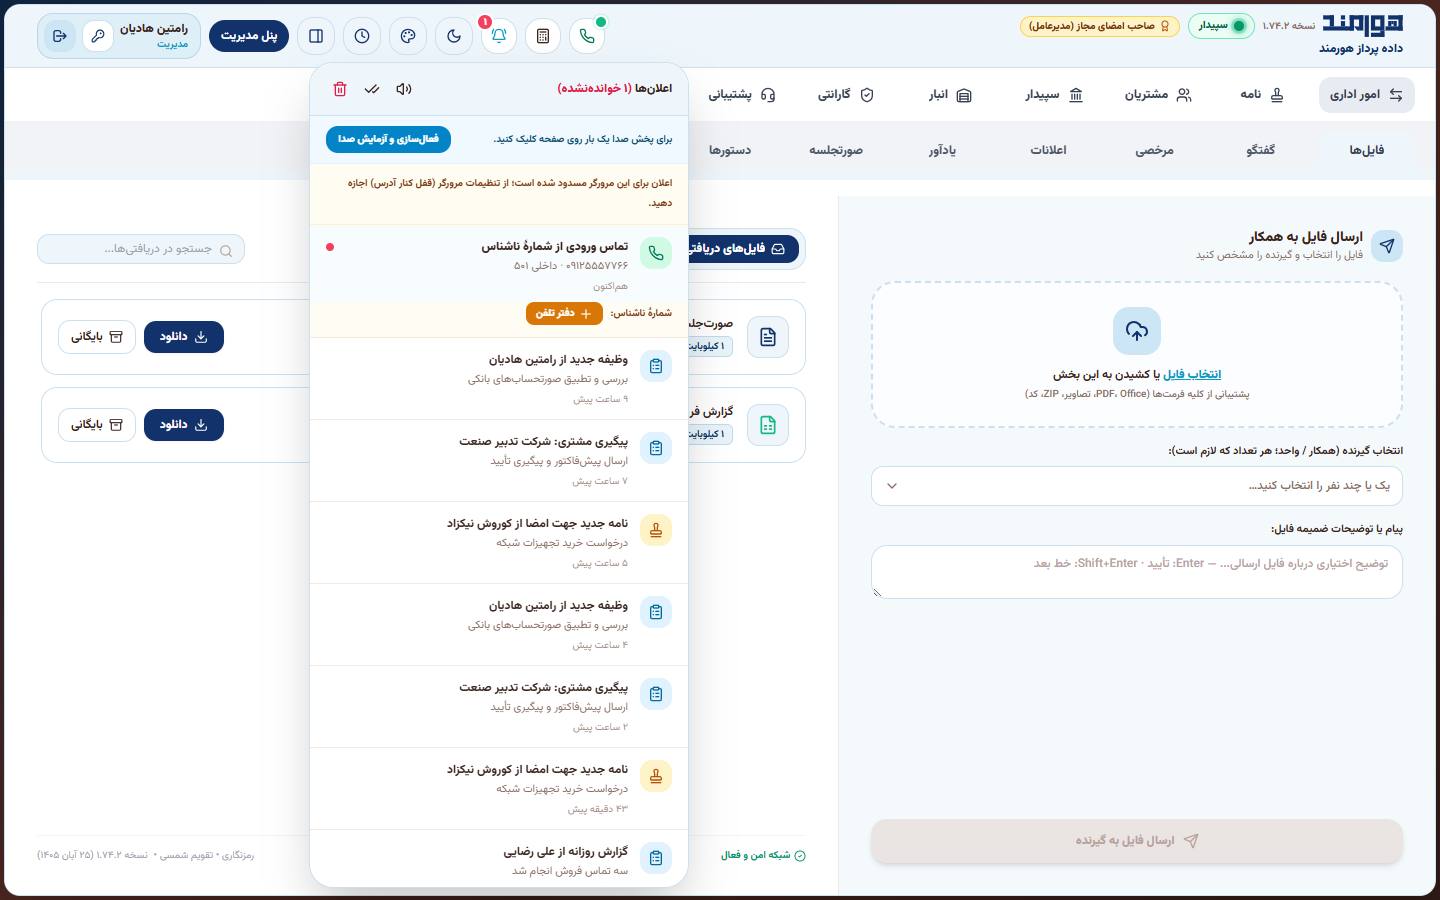 هورمند
داده پرداز هورمند
نسخه ۱.۷۴.۲
سپیدار
صاحب امضای مجاز (مدیرعامل)
۱
پنل مدیریت
رامتین هادیان
مدیریت
امور اداری
نامه
مشتریان
سپیدار
انبار
گارانتی
پشتیبانی
فایل‌ها
گفتگو
مرخصی
اعلانات
یادآور
صورتجلسه
دستورها
ارسال فایل به همکار
فایل را انتخاب و گیرنده را مشخص کنید
انتخاب فایل یا کشیدن به این بخش
پشتیبانی از کلیه فرمت‌ها (PDF، Office، تصاویر، ZIP، کد)
انتخاب گیرنده (همکار / واحد؛ هر تعداد که لازم است):
یک یا چند نفر را انتخاب کنید...
پیام یا توضیحات ضمیمه فایل:
توضیح اختیاری درباره فایل ارسالی... — Enter: تأیید · Shift+Enter: خط بعد
ارسال فایل به گیرنده
فایل‌های دریافتی
جستجو در دریافتی‌ها...
صورت‌جلس
۱ کیلوبایت
دانلود
بایگانی
گزارش فر
۱ کیلوبایت
دانلود
بایگانی
شبکه امن و فعال
رمزنگاری • تقویم شمسی • نسخه ۱.۷۴.۲ (۲۵ آبان ۱۴۰۵)
اعلان‌ها (۱ خوانده‌نشده)
برای پخش صدا یک بار روی صفحه کلیک کنید.
فعال‌سازی و آزمایش صدا
اعلان برای این مرورگر مسدود شده است؛ از تنظیمات مرورگر (قفل کنار آدرس) اجازه
دهید.
تماس ورودی از شمارهٔ ناشناس
۰۹۱۲۵۵۵۷۷۶۶ · داخلی ۵۰۱
هم‌اکنون
شمارهٔ ناشناس:
دفتر تلفن
وظیفه جدید از رامتین هادیان
بررسی و تطبیق صورتحساب‌های بانکی
۹ ساعت پیش
پیگیری مشتری: شرکت تدبیر صنعت
ارسال پیش‌فاکتور و پیگیری تأیید
۷ ساعت پیش
نامه جدید جهت امضا از کوروش نیکزاد
درخواست خرید تجهیزات شبکه
۵ ساعت پیش
وظیفه جدید از رامتین هادیان
بررسی و تطبیق صورتحساب‌های بانکی
۴ ساعت پیش
پیگیری مشتری: شرکت تدبیر صنعت
ارسال پیش‌فاکتور و پیگیری تأیید
۲ ساعت پیش
نامه جدید جهت امضا از کوروش نیکزاد
درخواست خرید تجهیزات شبکه
۴۳ دقیقه پیش
گزارش روزانه از علی رضایی
سه تماس فروش انجام شد